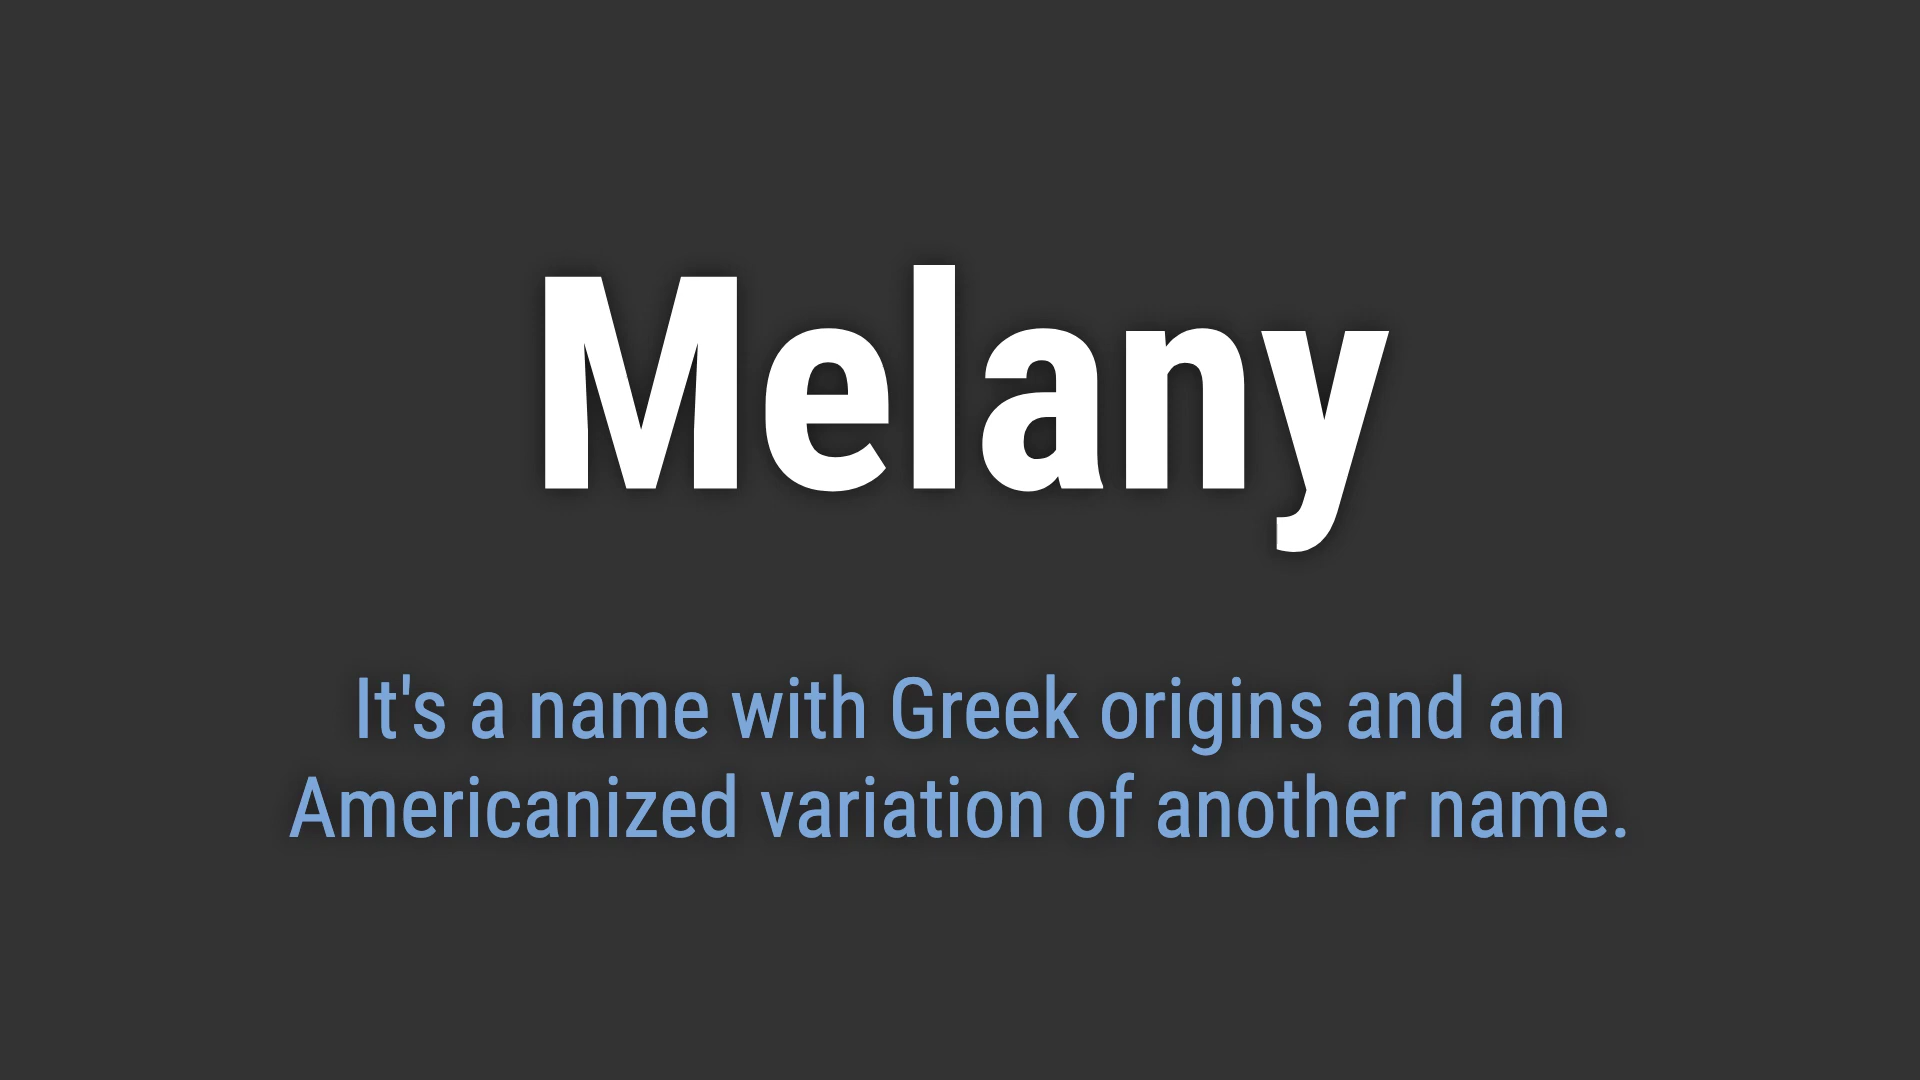 Melany
It's a name with Greek origins and an
Americanized variation of another name.